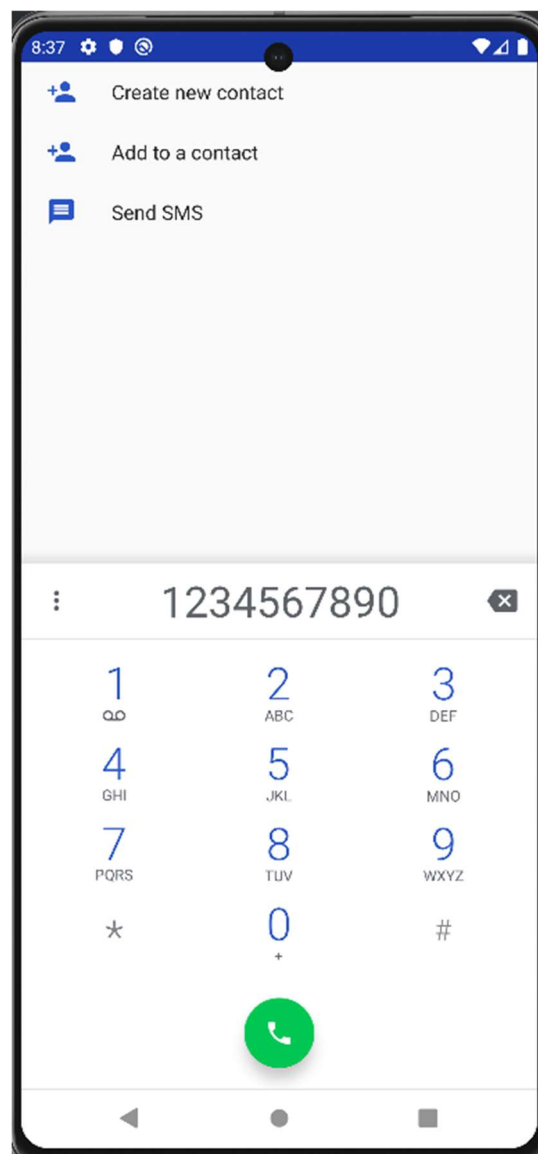 8:37
Create new contact
Add to a contact
Send SMS
1234567890
1 2 3
ABC DEF
4 5 6
GHI JKL MNO
7 8 9
PQRS TUV WXYZ
* 0 #
+